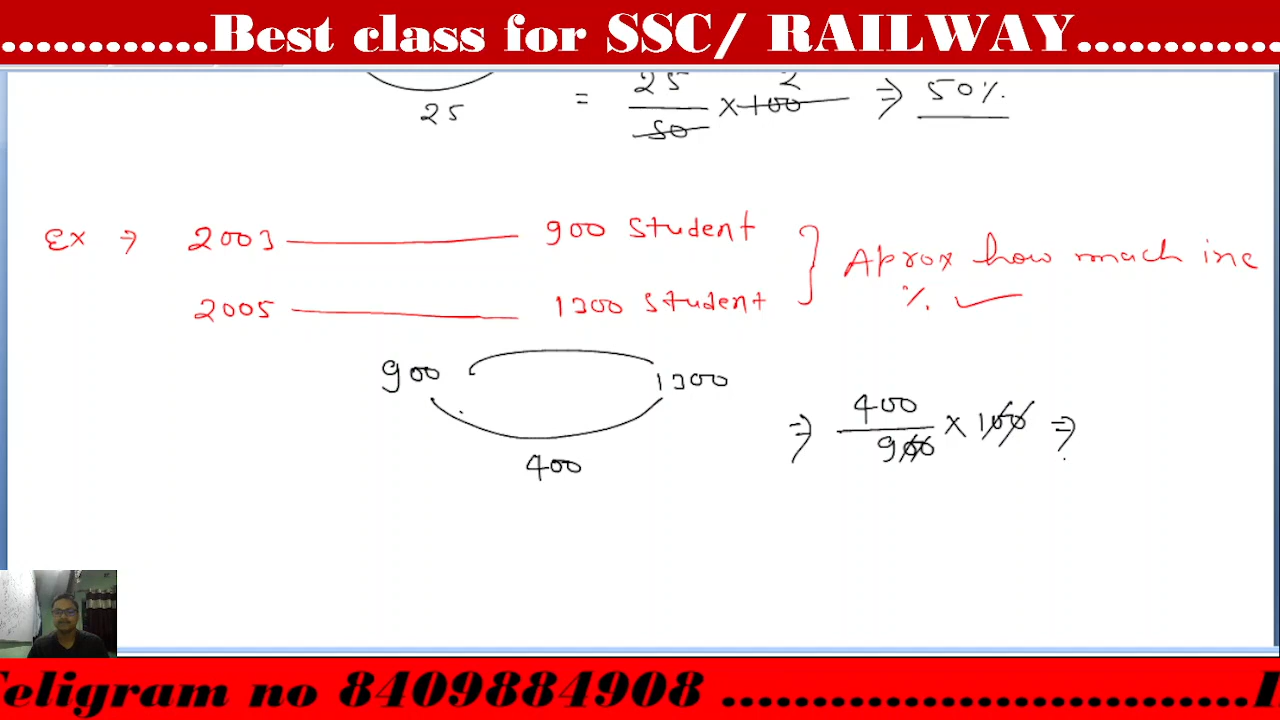 ............Best class for SSC/ RAILWAY............
25 2
25 = ― × 100 ⇒ 50%.
50
Ex → 2003 900 Student } Aprox how mach inc
2005 1300 Student %. ✓
900 1300
400
⇒ 400 × 100 ⇒
900
Teligram no 8409884908 ............................